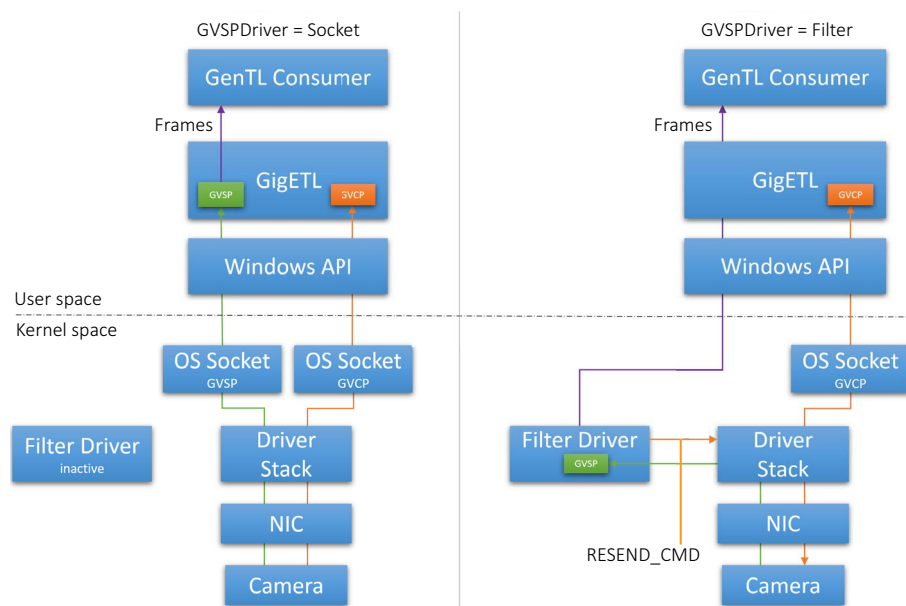 GVSPDriver = Socket
GenTL Consumer
Frames
GigETL
GVSP
GVCP
Windows API
User space
Kernel space
OS Socket
GVSP
OS Socket
GVCP
Filter Driver
inactive
Driver
Stack
NIC
Camera
GVSPDriver = Filter
GenTL Consumer
Frames
GigETL
GVCP
Windows API
OS Socket
GVCP
Filter Driver
GVSP
Driver
Stack
NIC
RESEND_CMD
Camera